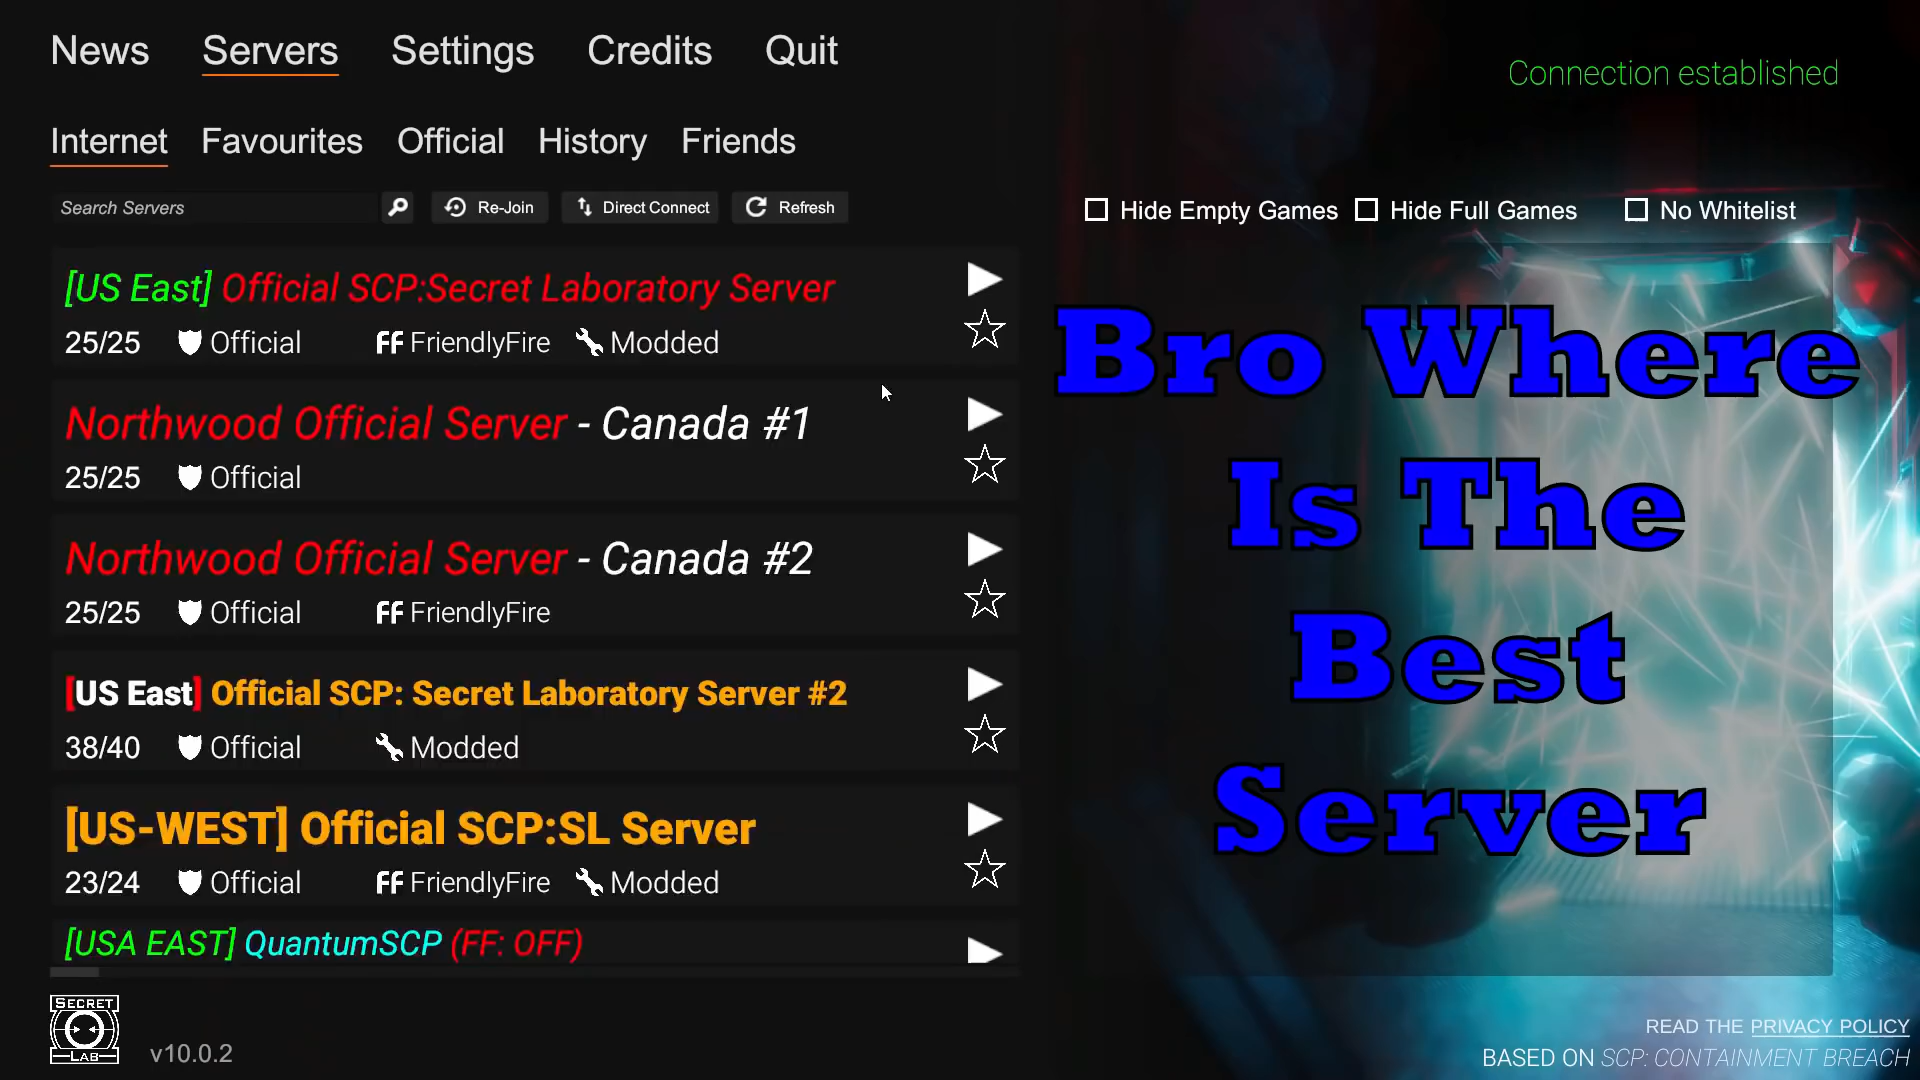 News Servers Settings Credits Quit
Connection established
Internet Favourites Official History Friends
Search Servers Re-Join Direct Connect Refresh
Hide Empty Games Hide Full Games No Whitelist
[US East] Official SCP:Secret Laboratory Server
25/25 Official FF FriendlyFire Modded
Northwood Official Server - Canada #1
25/25 Official
Northwood Official Server - Canada #2
25/25 Official FF FriendlyFire
[US East] Official SCP: Secret Laboratory Server #2
38/40 Official Modded
[US-WEST] Official SCP:SL Server
23/24 Official FF FriendlyFire Modded
[USA EAST] QuantumSCP (FF: OFF)
Bro Where
Is The
Best
Server
SECRET
LAB
v10.0.2
READ THE PRIVACY POLICY
BASED ON SCP: CONTAINMENT BREACH